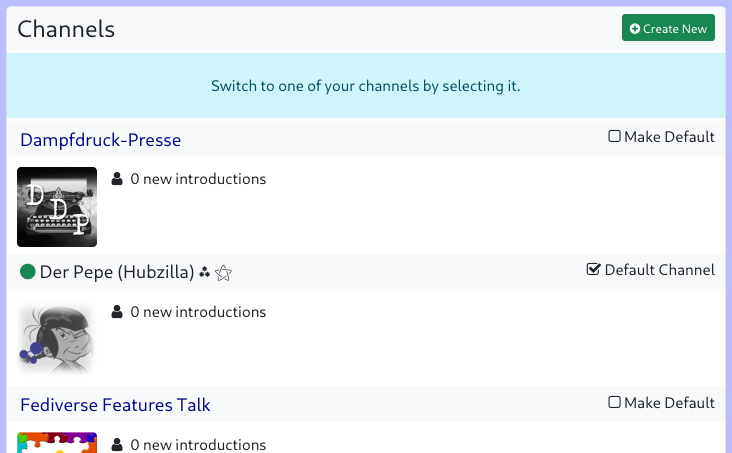 Channels
Create New
Switch to one of your channels by selecting it.
Dampfdruck-Presse
Make Default
0 new introductions
D D P
Der Pepe (Hubzilla)
Default Channel
0 new introductions
Fediverse Features Talk
Make Default
0 new introductions